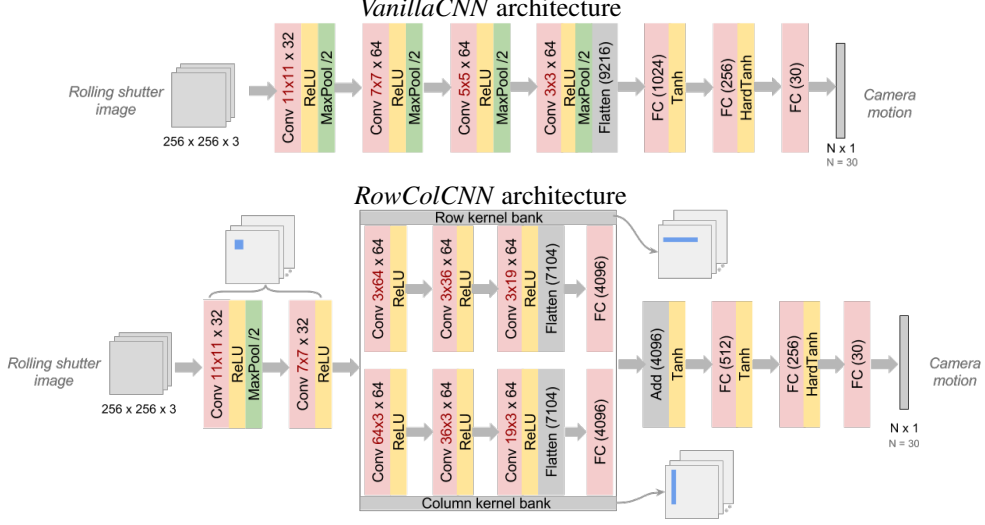 VanillaCNN architecture
Rolling shutter
image
256 x 256 x 3
Conv 11x11 x 32
ReLU
MaxPool /2
Conv 7x7 x 64
ReLU
MaxPool /2
Conv 5x5 x 64
ReLU
MaxPool /2
Conv 3x3 x 64
ReLU
MaxPool /2
Flatten (9216)
FC (1024)
Tanh
FC (256)
HardTanh
FC (30)
N x 1
N = 30
Camera
motion
RowColCNN architecture
Rolling shutter
image
256 x 256 x 3
Conv 11x11 x 32
ReLU
MaxPool /2
Conv 7x7 x 32
ReLU
Row kernel bank
Conv 3x64 x 64
ReLU
Conv 3x36 x 64
ReLU
Conv 3x19 x 64
ReLU
Flatten (7104)
FC (4096)
Conv 64x3 x 64
ReLU
Conv 36x3 x 64
ReLU
Conv 19x3 x 64
ReLU
Flatten (7104)
FC (4096)
Column kernel bank
Add (4096)
Tanh
FC (512)
Tanh
FC (256)
HardTanh
FC (30)
N x 1
N = 30
Camera
motion